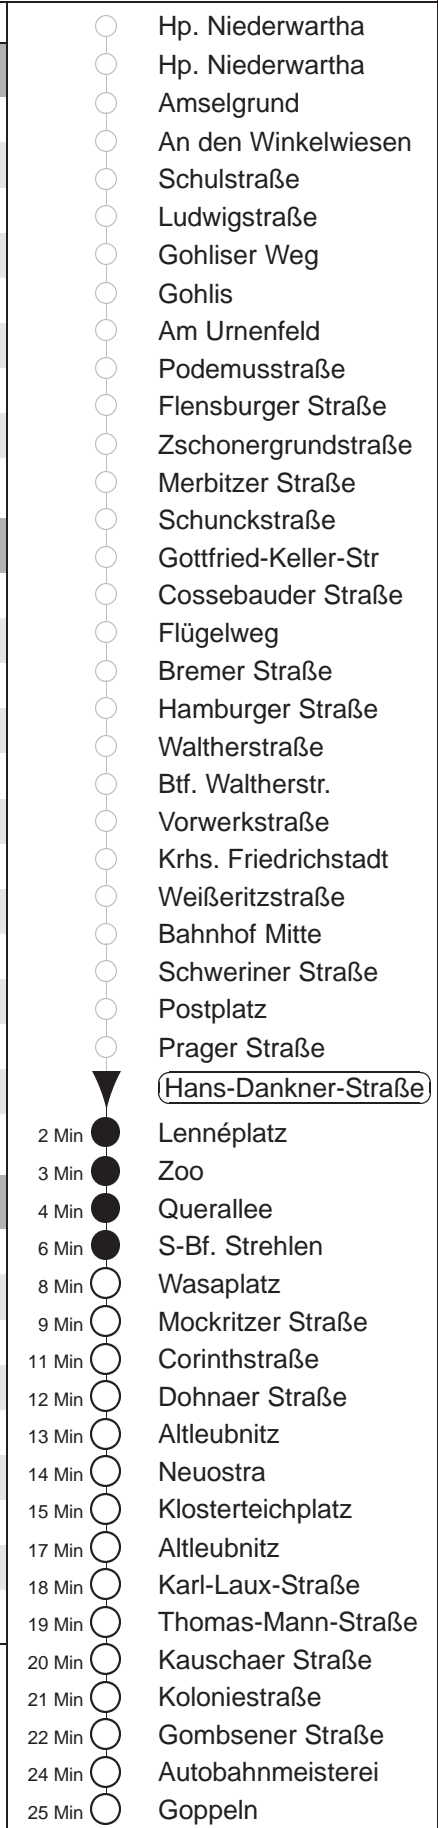 Hp. Niederwartha
Hp. Niederwartha
Amselgrund
An den Winkelwiesen
Schulstraße
Ludwigstraße
Gohliser Weg
Gohlis
Am Urnenfeld
Podemusstraße
Flensburger Straße
Zschonergrundstraße
Merbitzer Straße
Schunckstraße
Gottfried-Keller-Str
Cossebauder Straße
Flügelweg
Bremer Straße
Hamburger Straße
Waltherstraße
Btf. Waltherstr.
Vorwerkstraße
Krhs. Friedrichstadt
Weißeritzstraße
Bahnhof Mitte
Schweriner Straße
Postplatz
Prager Straße
Hans-Dankner-Straße
2 Min Lennéplatz
3 Min Zoo
4 Min Querallee
6 Min S-Bf. Strehlen
8 Min Wasaplatz
9 Min Mockritzer Straße
11 Min Corinthstraße
12 Min Dohnaer Straße
13 Min Altleubnitz
14 Min Neuostra
15 Min Klosterteichplatz
17 Min Altleubnitz
18 Min Karl-Laux-Straße
19 Min Thomas-Mann-Straße
20 Min Kauschaer Straße
21 Min Koloniestraße
22 Min Gombsener Straße
24 Min Autobahnmeisterei
25 Min Goppeln